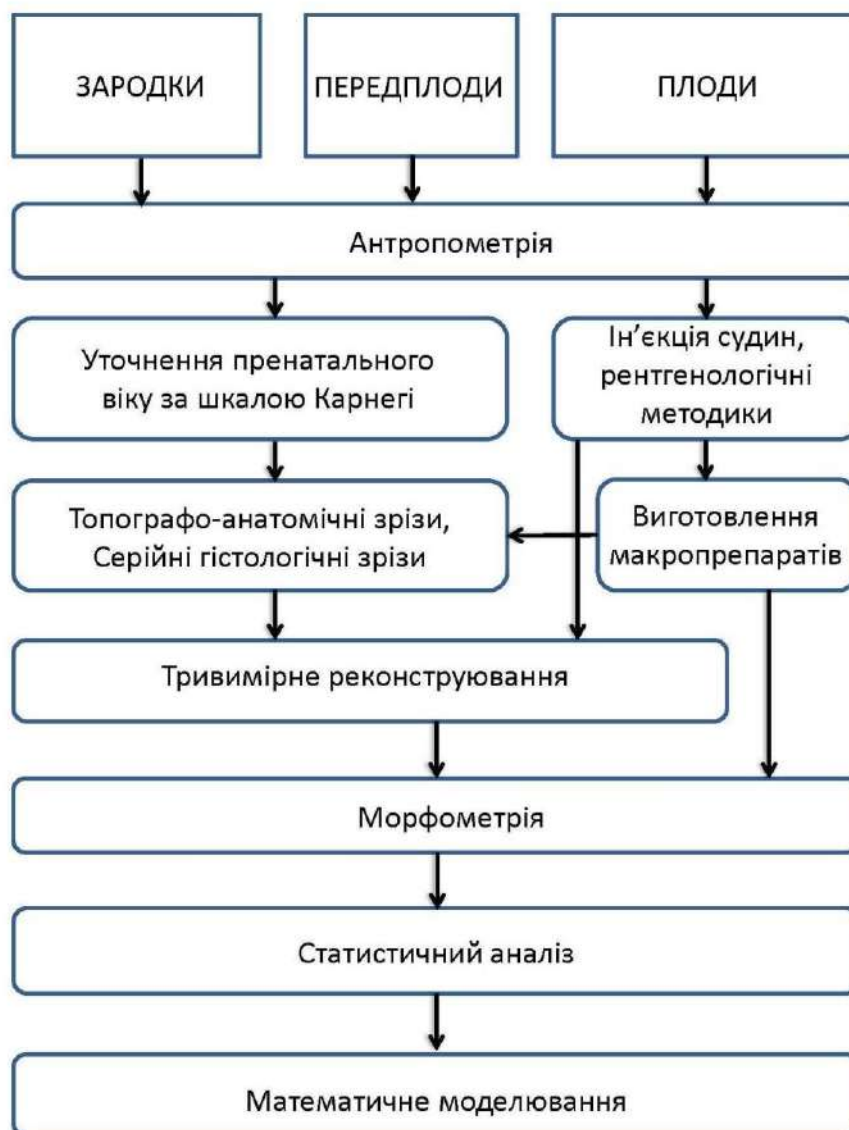 ЗАРОДКИ
ПЕРЕДПЛОДИ
ПЛОДИ
Антропометрія
Уточнення пренатального
віку за шкалою Карнегі
Ін’єкція судин,
рентгенологічні
методики
Топографо-анатомічні зрізи,
Серійні гістологічні зрізи
Виготовлення
макропрепаратів
Тривимірне реконструювання
Морфометрія
Статистичний аналіз
Математичне моделювання